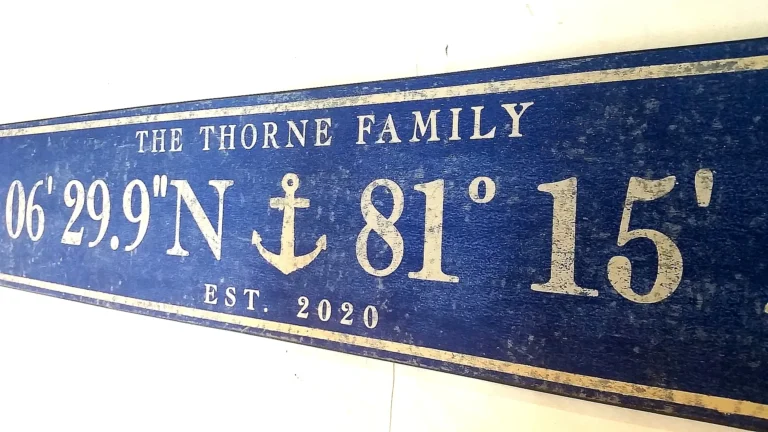 THE THORNE FAMILY
06' 29.9"N 81° 15'
EST. 2020